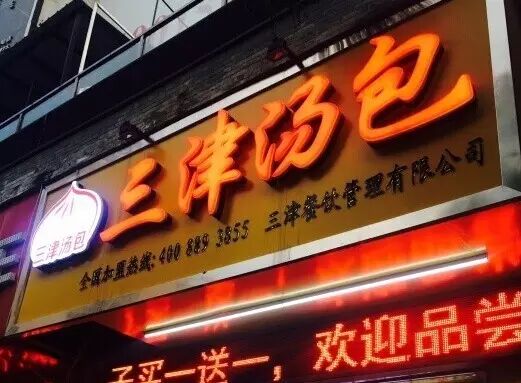 三津汤包
三津汤包
全国加盟热线: 400 889 3855 三津餐饮管理有限公司
买一送一, 欢迎品尝